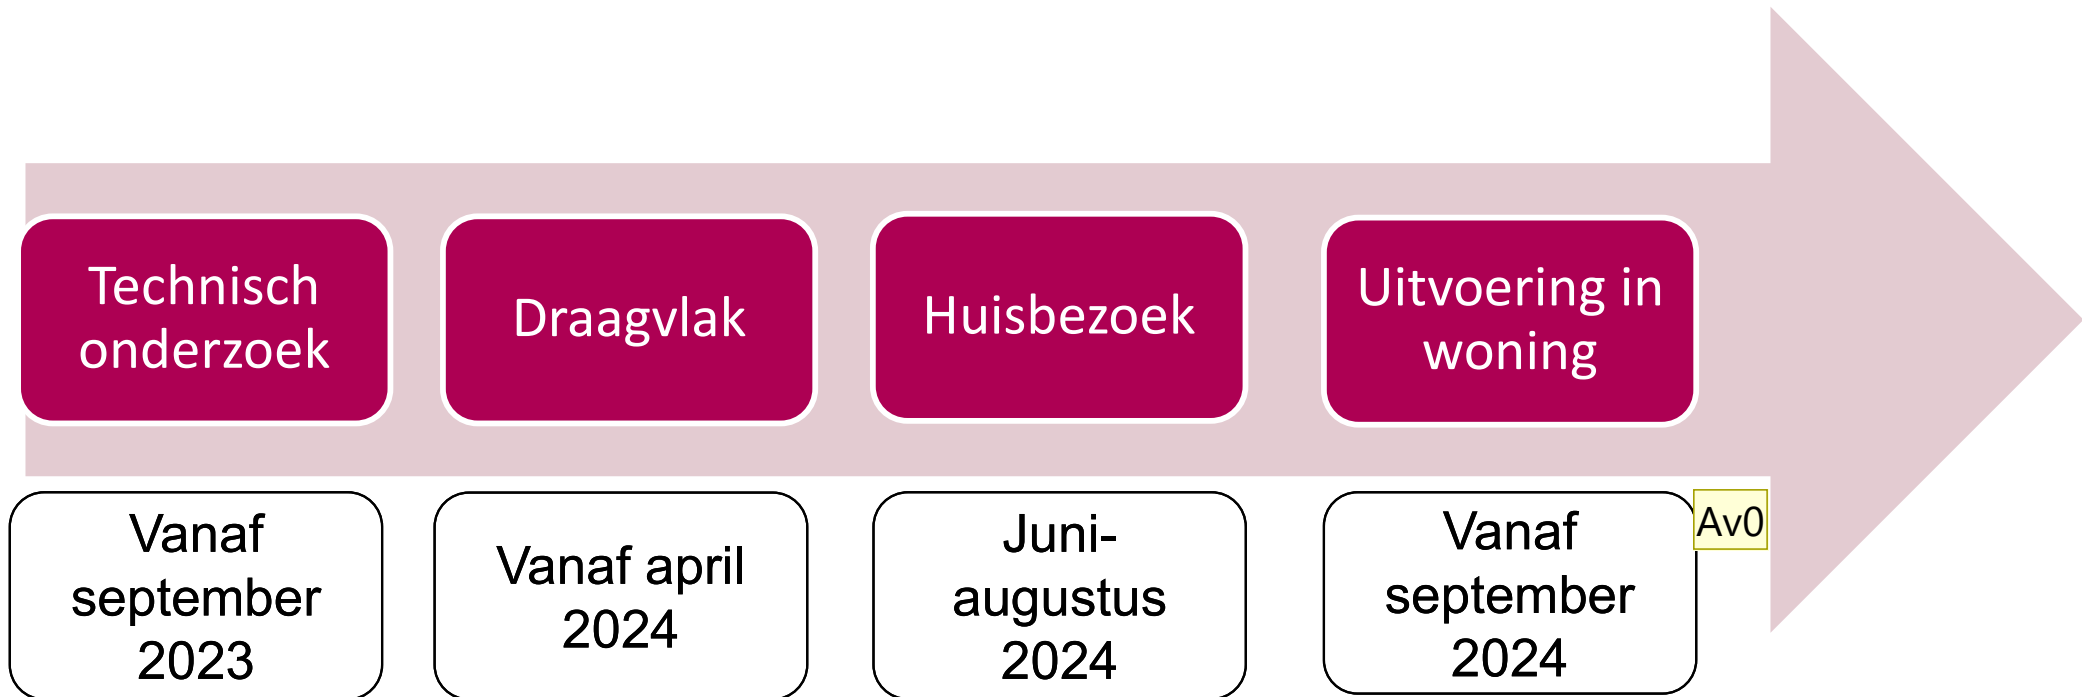 Technisch
onderzoek
Draagvlak
Huisbezoek
Uitvoering in
woning
Vanaf
september
2023
Vanaf april
2024
Juni-
augustus
2024
Vanaf
september
2024
Av0